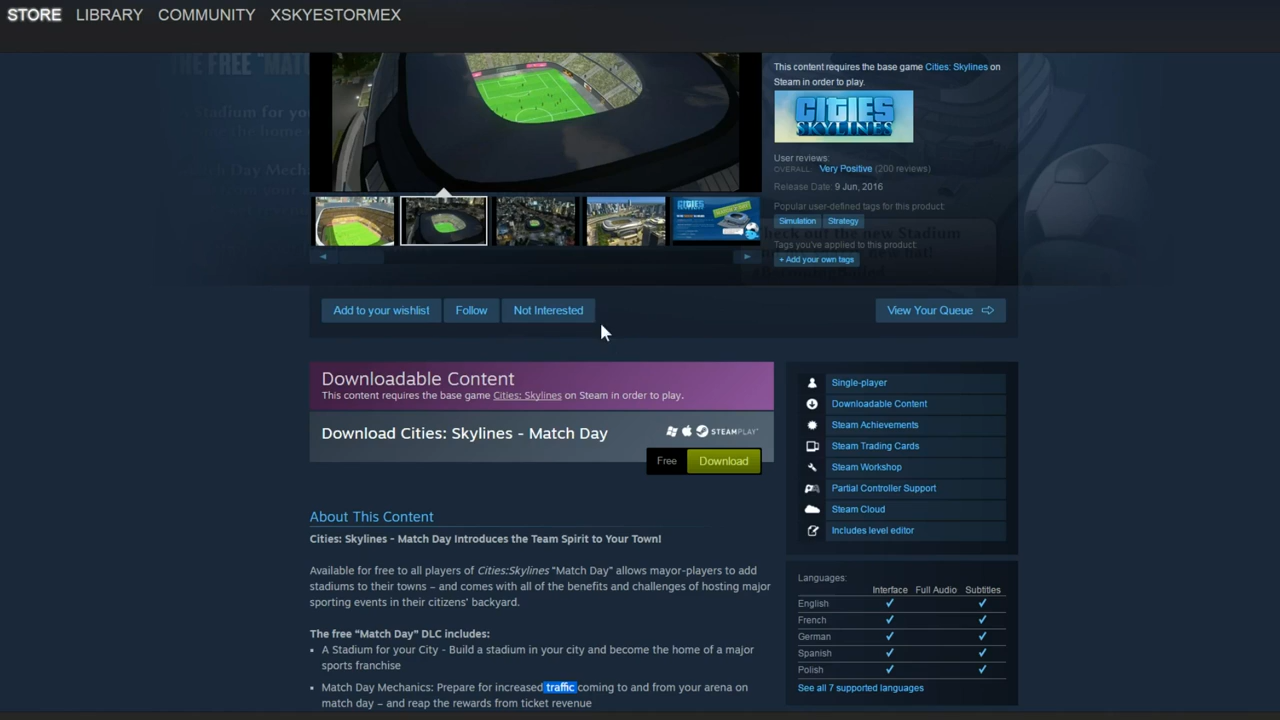 STORE LIBRARY COMMUNITY XSKYESTORMEX
This content requires the base game Cities: Skylines on
Steam in order to play.
CITIES
SKYLINES
User reviews:
OVERALL: Very Positive (200 reviews)
Release Date: 9 Jun, 2016
Popular user-defined tags for this product:
Simulation Strategy
Tags you've applied to this product:
+ Add your own tags
Add to your wishlist Follow Not Interested View Your Queue
Downloadable Content
This content requires the base game Cities: Skylines on Steam in order to play.
Download Cities: Skylines - Match Day
STEAMPLAY
Free Download
About This Content
Cities: Skylines - Match Day Introduces the Team Spirit to Your Town!
Available for free to all players of Cities:Skylines "Match Day" allows mayor-players to add
stadiums to their towns – and comes with all of the benefits and challenges of hosting major
sporting events in their citizens' backyard.
The free "Match Day" DLC includes:
A Stadium for your City - Build a stadium in your city and become the home of a major
sports franchise
Match Day Mechanics: Prepare for increased traffic coming to and from your arena on
match day – and reap the rewards from ticket revenue
Single-player
Downloadable Content
Steam Achievements
Steam Trading Cards
Steam Workshop
Partial Controller Support
Steam Cloud
Includes level editor
Languages:
Interface Full Audio Subtitles
English ✓ ✓
French ✓ ✓
German ✓ ✓
Spanish ✓ ✓
Polish ✓ ✓
See all 7 supported languages